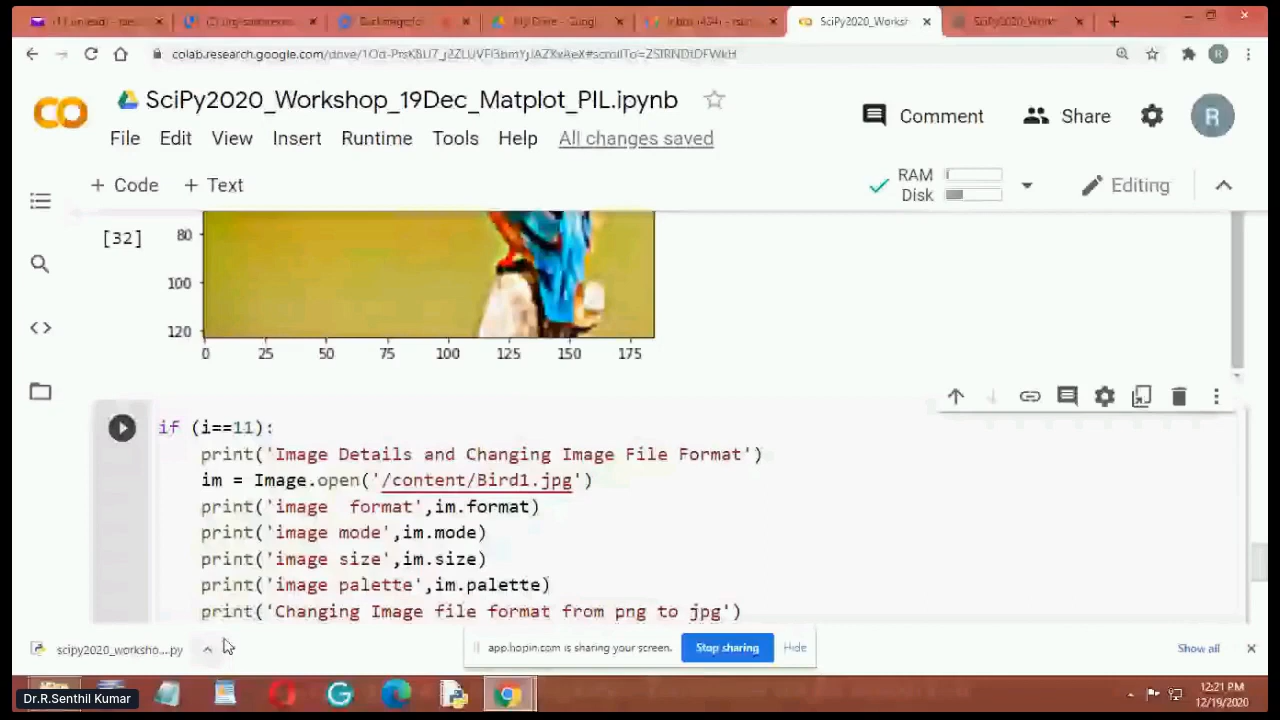 My Drive - Google
SciPy2020_Worksh
SciPy2020_Work
SciPy2020_Workshop_19Dec_Matplot_PIL.ipynb
Comment
Share
R
File Edit View Insert Runtime Tools Help All changes saved
+ Code + Text
RAM
Disk
Editing
[32]
80
100
120
0 25 50 75 100 125 150 175
if (i==11):
print('Image Details and Changing Image File Format')
im = Image.open('/content/Bird1.jpg')
print('image  format',im.format)
print('image mode',im.mode)
print('image size',im.size)
print('image palette',im.palette)
print('Changing Image file format from png to jpg')
scipy2020_worksho....py
app.hopin.com is sharing your screen.
Stop sharing
Hide
Show all
Dr.R.Senthil Kumar
12:21 PM
12/19/2020